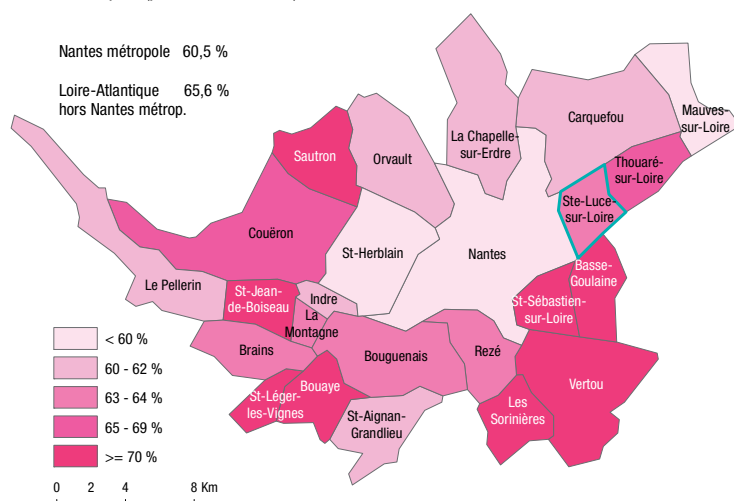 Nantes métropole 60,5 %
Loire-Atlantique 65,6 %
hors Nantes métrop.
Mauves-
sur-Loire
Carquefou
La Chapelle-
sur-Erdre
Sautron
Orvault
Thouaré-
sur-Loire
Ste-Luce-
sur-Loire
Couëron
St-Herblain
Nantes
Basse-
Goulaine
Le Pellerin
St-Jean-
de-Boiseau
Indre
La
Montagne
St-Sébastien-
sur-Loire
Brains
Bouguenais
Rezé
Vertou
St-Léger-
les-Vignes
Bouaye
St-Aignan-
Grandlieu
Les
Sorinières
< 60 %
60 - 62 %
63 - 64 %
65 - 69 %
>= 70 %
0 2 4 8 Km